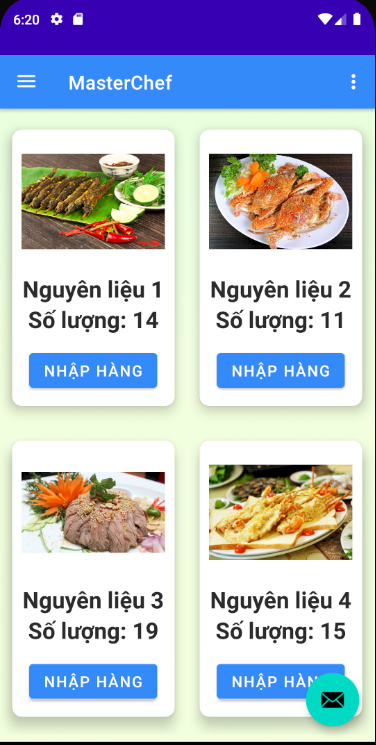 6:20
MasterChef
Nguyên liệu 1
Số lượng: 14
NHẬP HÀNG
Nguyên liệu 2
Số lượng: 11
NHẬP HÀNG
Nguyên liệu 3
Số lượng: 19
NHẬP HÀNG
Nguyên liệu 4
Số lượng: 15
NHẬP HÀNG